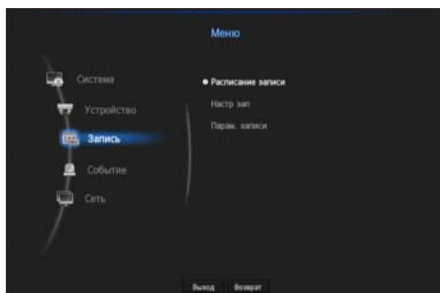 Меню
Система
Устройство
Запись
Событие
Сеть
Расписание записи
Настр зап
Парам. записи
Выход Возврат